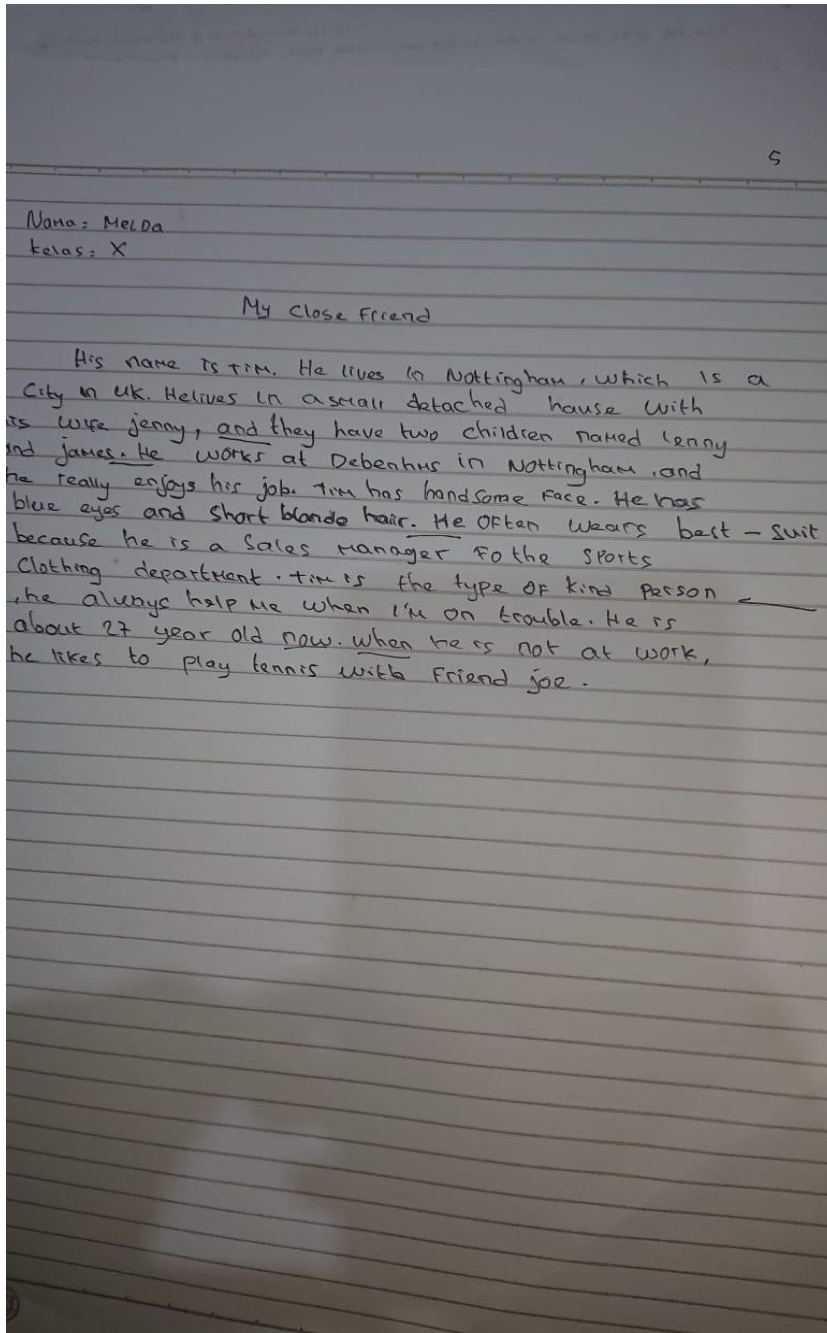 5
Nama: Melda
kelas: X
My Close Friend
His name is Tim. He lives in Nottingham, which is a
City in UK. Helives in a small detached hause with
is wife jenny, and they have two children named lenny
and james. He works at Debenhms in Nottingham, and
he really enjoys his job. Tim has handsome face. He has
blue eyes and short blonde hair. He often wears best - suit
because he is a Sales manager fo the sports
Clothing department. tim is the type of kind person
, he always help me when I'm on trouble. He is
about 27 year old now. when he is not at work,
he likes to play tennis with friend joe.